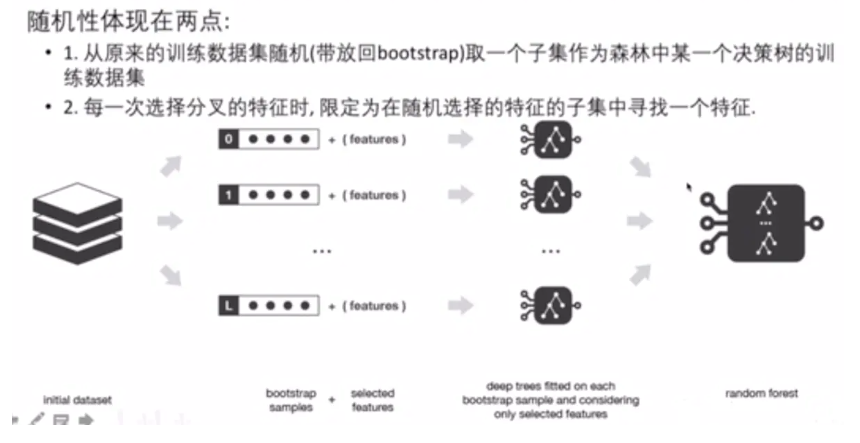 随机性体现在两点:
• 1. 从原来的训练数据集随机(带放回bootstrap)取一个子集作为森林中某一个决策树的训
练数据集
• 2. 每一次选择分叉的特征时, 限定为在随机选择的特征的子集中寻找一个特征.
0 + ( features )
1 + ( features )
... ...
L + ( features )
...
initial dataset
bootstrap samples + selected features
deep trees fitted on each
bootstrap sample and considering
only selected features
random forest